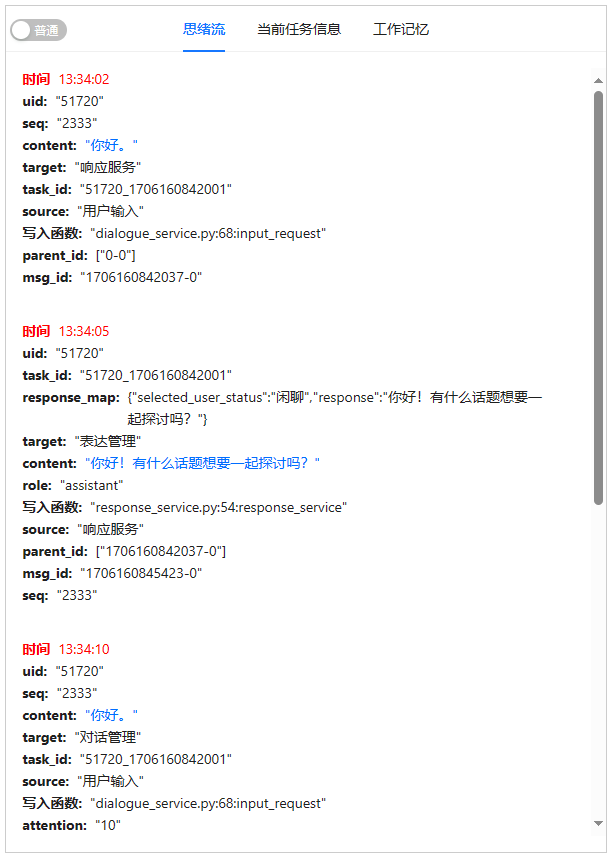 普通 思绪流 当前任务信息 工作记忆
时间 13:34:02
uid: "51720"
seq: "2333"
content: "你好。"
target: "响应服务"
task_id: "51720_1706160842001"
source: "用户输入"
写入函数: "dialogue_service.py:68:input_request"
parent_id: ["0-0"]
msg_id: "1706160842037-0"
时间 13:34:05
uid: "51720"
task_id: "51720_1706160842001"
response_map: {"selected_user_status":"闲聊","response":"你好！有什么话题想要一
起探讨吗？"}
target: "表达管理"
content: "你好！有什么话题想要一起探讨吗？"
role: "assistant"
写入函数: "response_service.py:54:response_service"
source: "响应服务"
parent_id: ["1706160842037-0"]
msg_id: "1706160845423-0"
seq: "2333"
时间 13:34:10
uid: "51720"
seq: "2333"
content: "你好。"
target: "对话管理"
task_id: "51720_1706160842001"
source: "用户输入"
写入函数: "dialogue_service.py:68:input_request"
attention: "10"